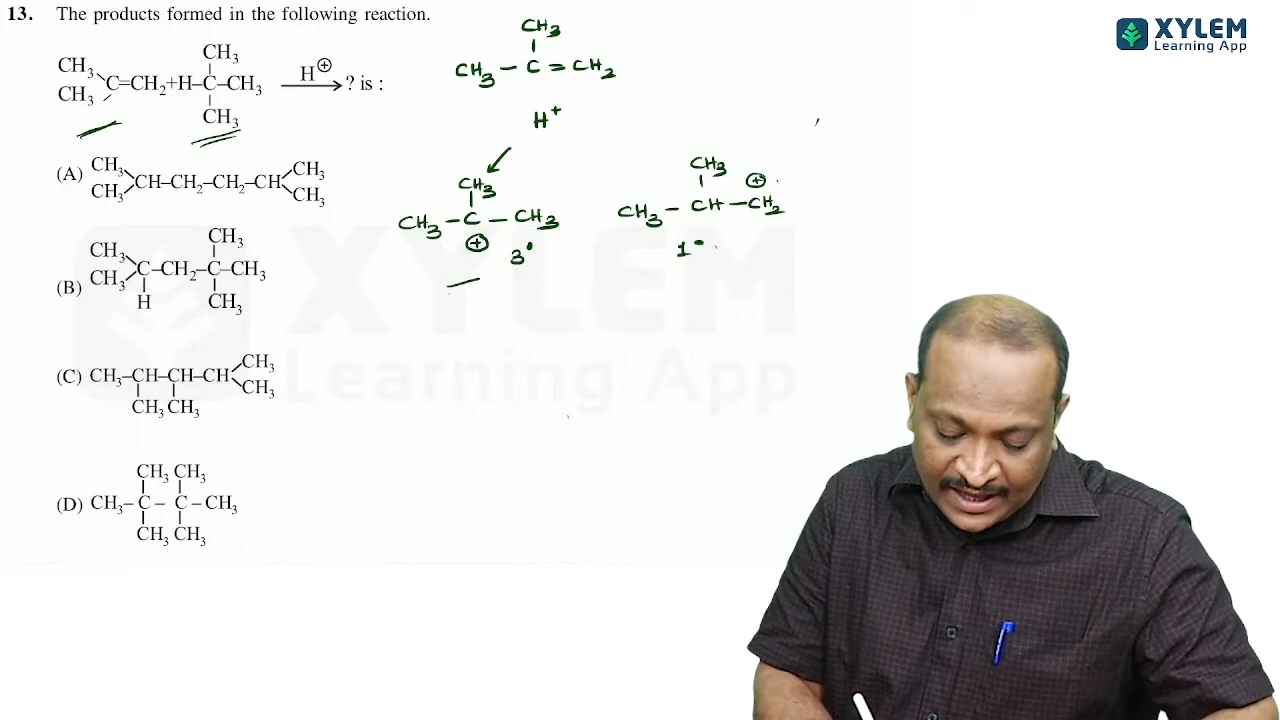 13. The products formed in the following reaction.
CH3
CH3
C=CH2+H–C–CH3 H⊕ ? is :
CH3
CH3
(A) CH3
CH3 CH–CH2–CH2–CH CH3
CH3
CH3
(B) CH3
CH3 C–CH2–C–CH3
H CH3
(C) CH3–CH–CH–CH CH3
CH3
CH3 CH3
CH3 CH3
(D) CH3–C–C–CH3
CH3 CH3
CH3
CH3–C=CH2
H+
CH3
CH3–C–CH3
⊕ 3°
CH3
CH3–CH–CH2 ⊕
1°
XYLEM
Learning App
XYLEM
Learning App